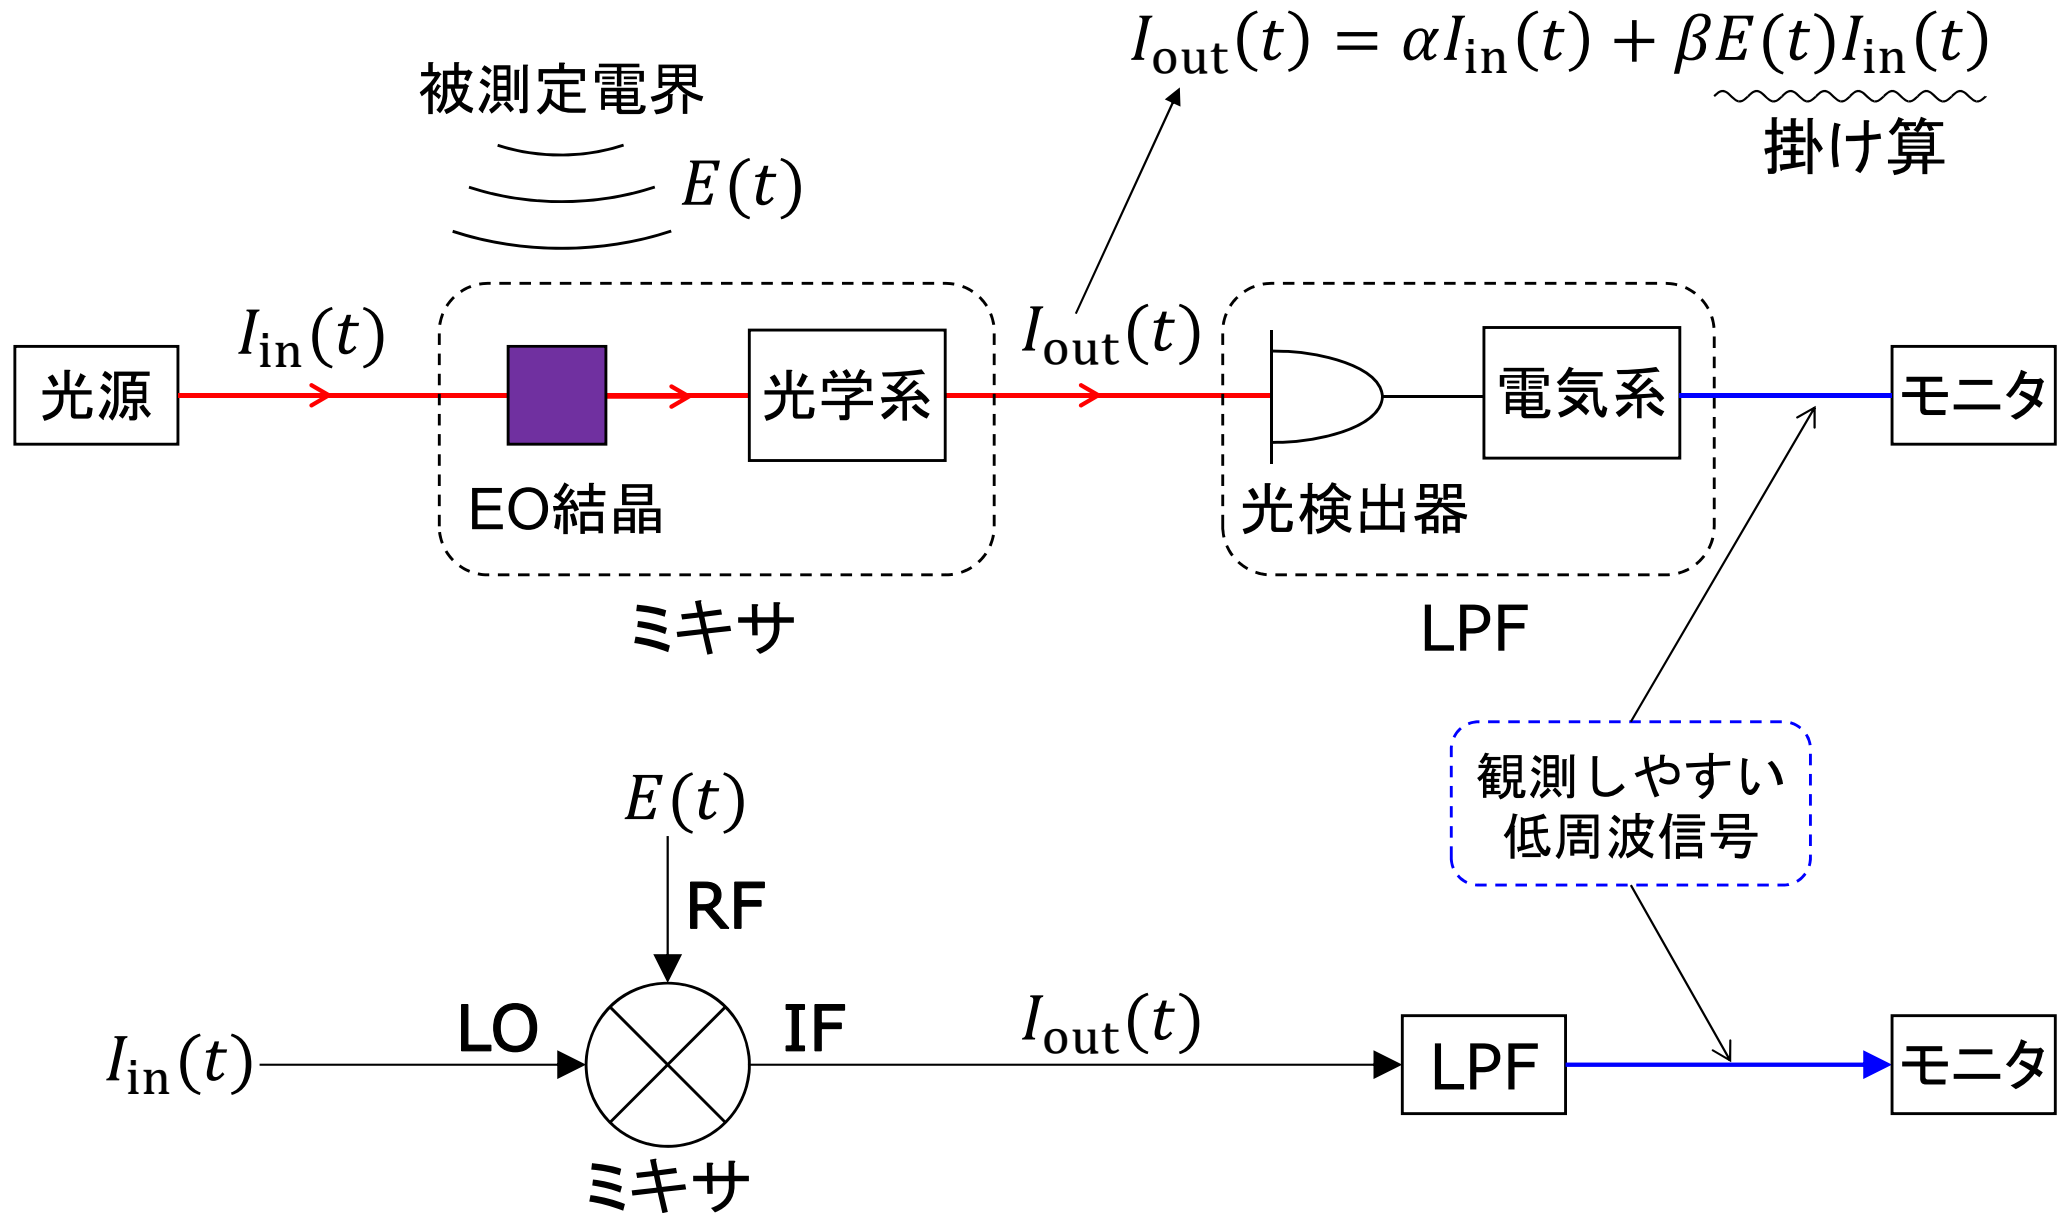 I_out(t) = αI_in(t) + βE(t)I_in(t)
掛け算
被測定電界
E(t)
I_in(t)
I_out(t)
光源
光学系
電気系
モニタ
EO結晶
光検出器
ミキサ
LPF
観測しやすい
低周波信号
E(t)
RF
LO
IF
I_out(t)
I_in(t)
LPF
モニタ
ミキサ